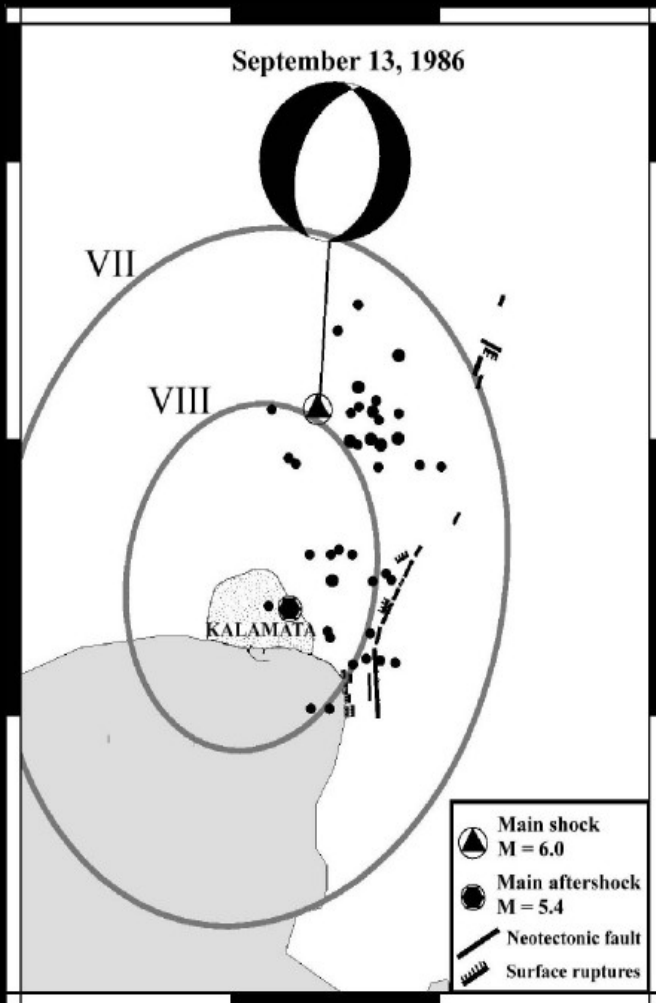 September 13, 1986
VII
VIII
KALAMATA
Main shock
M = 6.0
Main aftershock
M = 5.4
Neotectonic fault
Surface ruptures